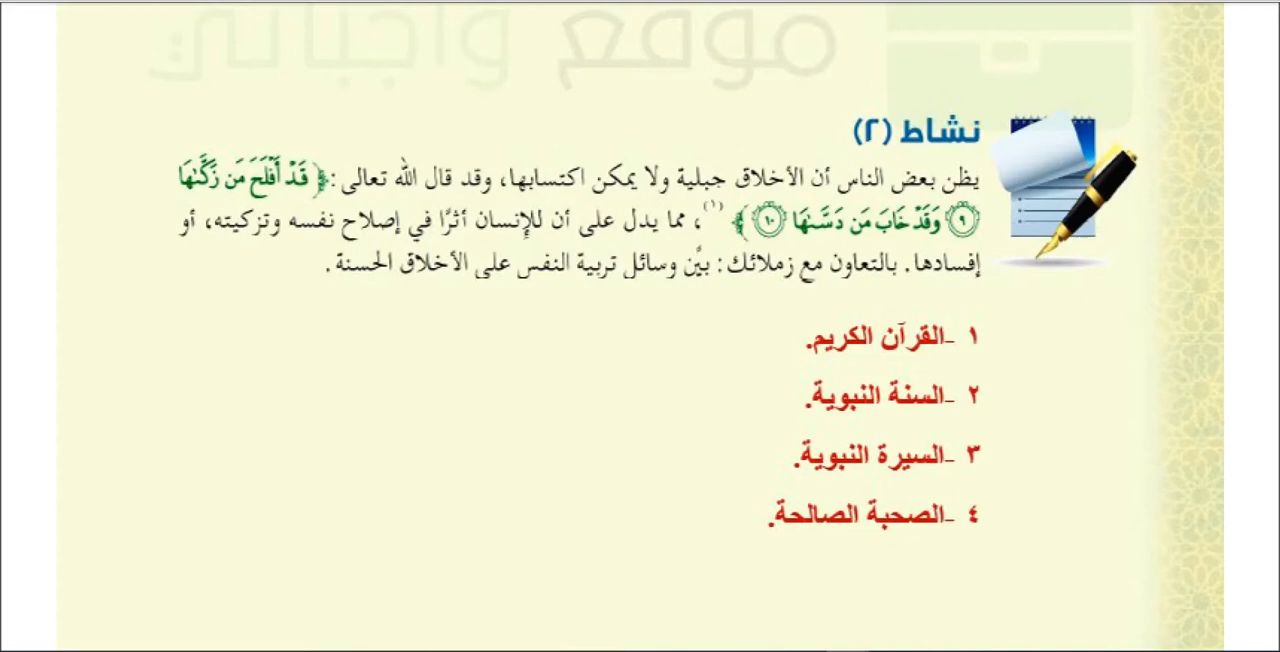 موقع واجباتي
نشاط (٢)
يظن بعض الناس أن الأخلاق جبلية ولا يمكن اكتسابها، وقد قال الله تعالى: ﴿ قَدْ أَفْلَحَ مَن زَكَّىٰهَا
٩ وَقَدْ خَابَ مَن دَسَّىٰهَا ١٠ ﴾ (١)، مما يدل على أن للإنسان أثرًا في إصلاح نفسه وتزكيته، أو
إفسادها. بالتعاون مع زملائك: بيَّن وسائل تربية النفس على الأخلاق الحسنة.
١ -القرآن الكريم.
٢ -السنة النبوية.
٣ -السيرة النبوية.
٤ -الصحبة الصالحة.